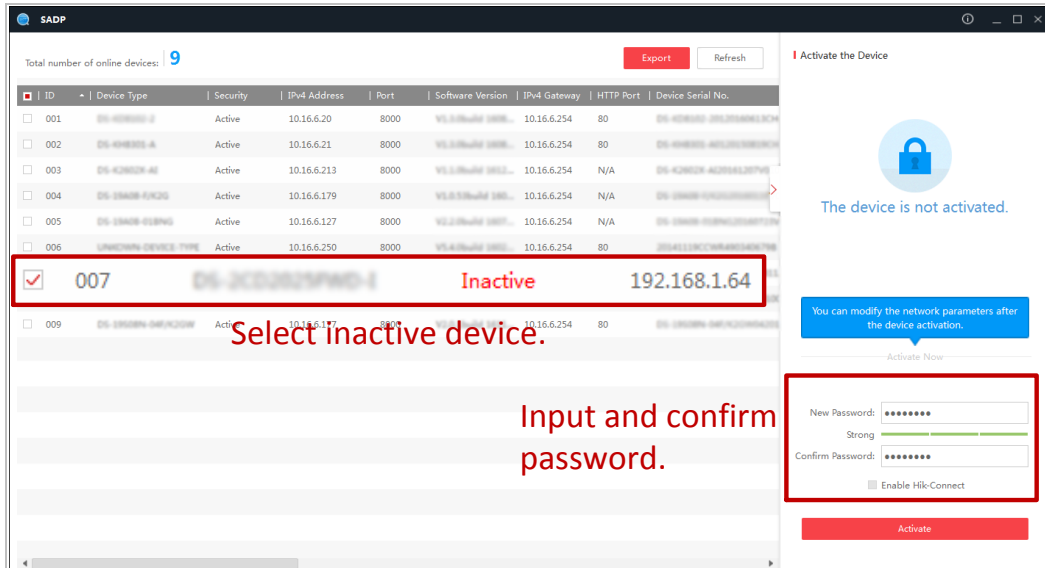 SADP
Total number of online devices: 9
Export
Refresh
ID Device Type Security IPv4 Address Port Software Version IPv4 Gateway HTTP Port Device Serial No.
001 Active 10.16.6.20 8000 10.16.6.254 80
002 Active 10.16.6.21 8000 10.16.6.254 80
003 Active 10.16.6.213 8000 10.16.6.254 N/A
004 Active 10.16.6.179 8000 10.16.6.254 N/A
005 Active 10.16.6.127 8000 10.16.6.254 N/A
006 Active 10.16.6.250 8000 10.16.6.254 80
007 Inactive 192.168.1.64
009 10.16.6.254 80
Select inactive device.
Input and confirm
password.
Activate the Device
The device is not activated.
You can modify the network parameters after
the device activation.
Activate Now
New Password: ●●●●●●●●
Strong
Confirm Password: ●●●●●●●●
Enable Hik-Connect
Activate